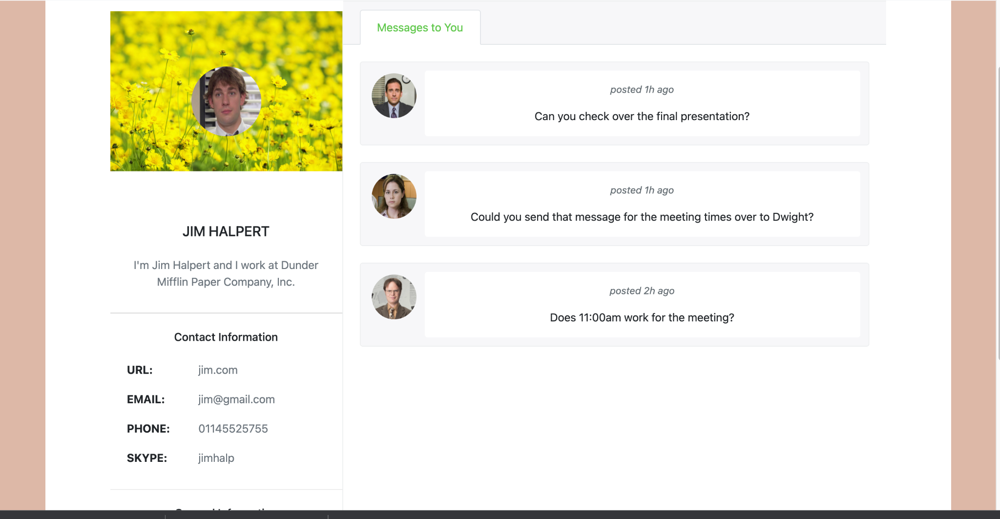 Messages to You
posted 1h ago
Can you check over the final presentation?
posted 1h ago
Could you send that message for the meeting times over to Dwight?
posted 2h ago
Does 11:00am work for the meeting?
JIM HALPERT
I'm Jim Halpert and I work at Dunder
Mifflin Paper Company, Inc.
Contact Information
URL: jim.com
EMAIL: jim@gmail.com
PHONE: 01145525755
SKYPE: jimhalp